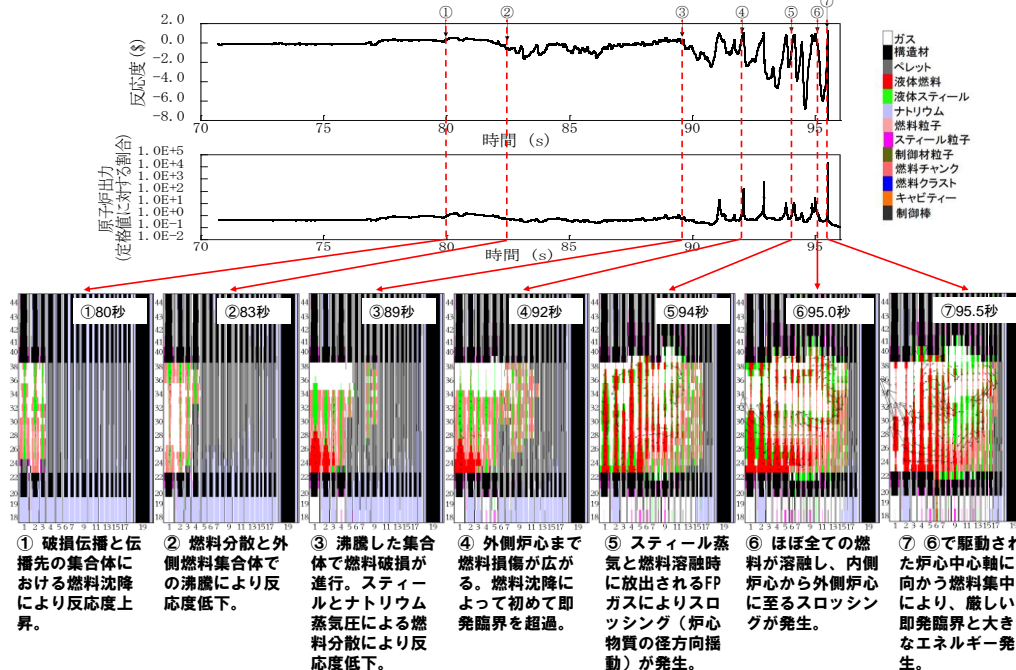 ① ② ③ ④ ⑤ ⑥ ⑦
反応度($)
2.0
0.0
-2.0
-4.0
-6.0
-8.0
70 75 80 85 90 95
時間 (s)
原子炉出力
(定格値に対する割合)
1.0E+5
1.0E+4
1.0E+3
1.0E+2
1.0E+1
1.0E+0
1.0E-1
1.0E-2
70 75 80 85 90 95
時間 (s)
ガス
構造材
ペレット
液体燃料
液体スティール
ナトリウム
燃料粒子
スティール粒子
制御材粒子
燃料チャンク
燃料クラスト
キャビティー
制御棒
①80秒
②83秒
③89秒
④92秒
⑤94秒
⑥95.0秒
⑦95.5秒
① 破損伝播と伝
播先の集合体に
おける燃料沈降
により反応度上
昇。
② 燃料分散と外
側燃料集合体で
の沸騰により反
応度低下。
③ 沸騰した集合
体で燃料破損が
進行。スティー
ルとナトリウム
蒸気圧による燃
料分散により反
応度低下。
④ 外側炉心まで
燃料損傷が広
がる。燃料沈降に
よって初めて即
発臨界を超過。
⑤ スティール蒸
気と燃料溶融時
に放出されるFP
ガスによりスロ
ッシング（炉心
物質の径方向揺
動）が発生。
⑥ ほぼ全ての燃
料が溶融し、内側
炉心から外側炉心
に至るスロッシン
グが発生。
⑦ ⑥で駆動され
た炉心中心軸に
向かう燃料集中
により、厳しい
即発臨界と大き
なエネルギー発
生。